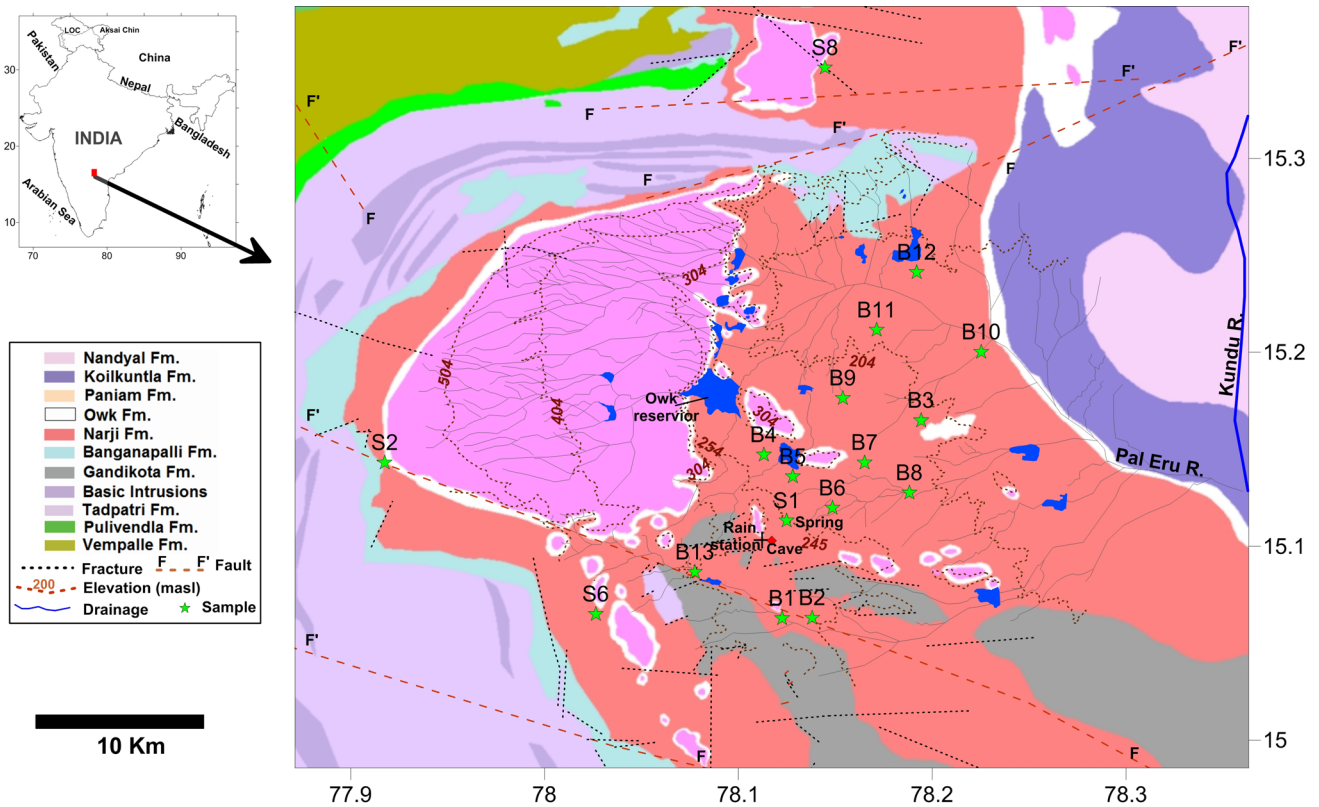 LOC
Aksai Chin
Pakistan
China
Nepal
INDIA
Bangladesh
Arabian Sea
30
20
10
70
80
90
Nandyal Fm.
Koilkuntla Fm.
Paniam Fm.
Owk Fm.
Narji Fm.
Banganapalli Fm.
Gandikota Fm.
Basic Intrusions
Tadpatri Fm.
Pulivendla Fm.
Vempalle Fm.
Fracture
F F' Fault
200 Elevation (masl)
Drainage
Sample
10 Km
S8
F'
F'
F'
F
F'
F
F
F
15.3
B12
304
B11
B10
15.2
504
404
Owk
reservior
204
B9
B3
Kundu R.
F'
S2
304
B4
254
B5
304
B7
B8
Pal Eru R.
S1
B6
Spring
Rain
station
Cave
245
15.1
B13
S6
B1
B2
F'
F
F
15
77.9
78
78.1
78.2
78.3